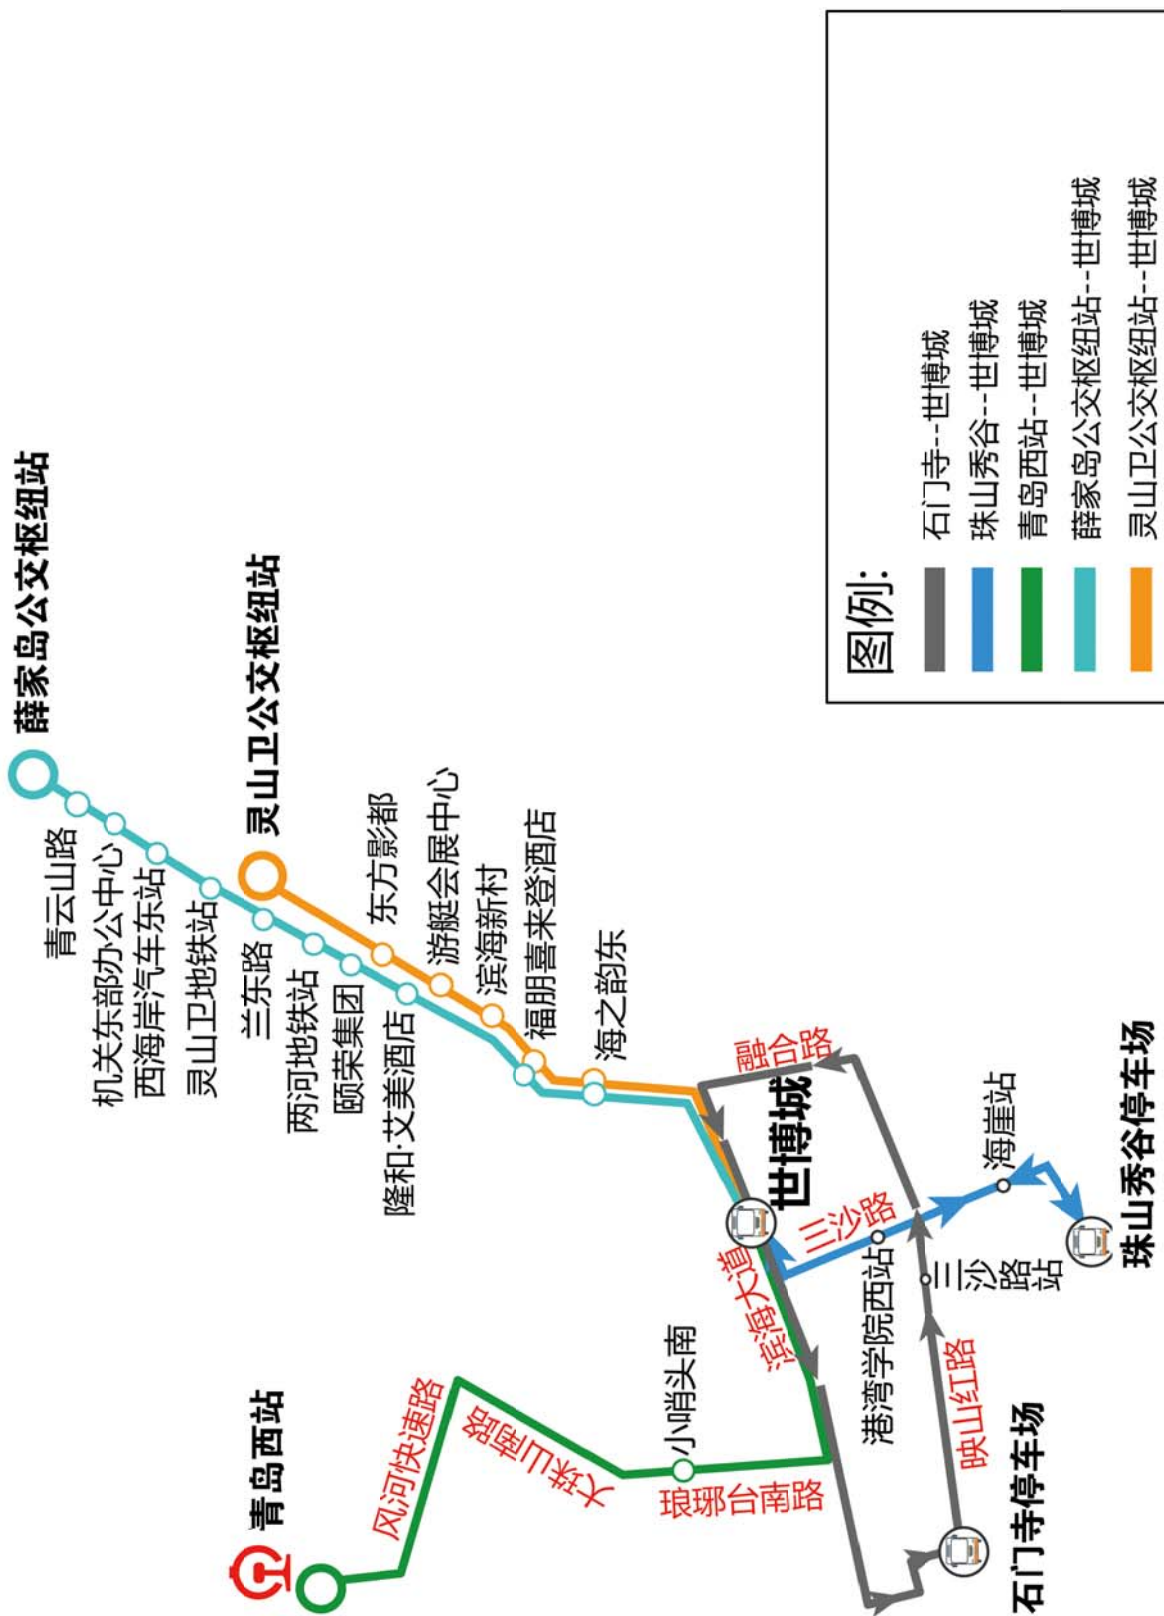 薛家岛公交枢纽站
青云山路
机关东部办公中心
西海岸汽车东站
灵山卫地铁站
兰东路
两河地铁站
颐荣集团
隆和·艾美酒店
灵山卫公交枢纽站
东方影都
游艇会展中心
滨海新村
福朋喜来登酒店
海之韵东
青岛西站
风河快速路
大珠山南路
小哨头南
琅琊台南路
滨海大道
世博城
融合路
三沙路
港湾学院西站
海崖站
三沙路站
映山红路
石门寺停车场
珠山秀谷停车场
图例:
石门寺--世博城
珠山秀谷--世博城
青岛西站--世博城
薛家岛公交枢纽站--世博城
灵山卫公交枢纽站--世博城